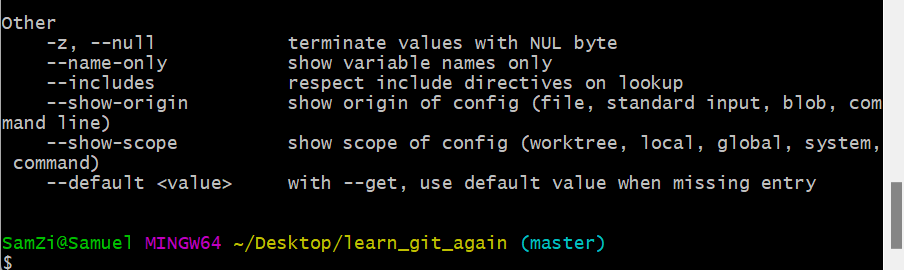 Other
    -z, --null            terminate values with NUL byte
    --name-only           show variable names only
    --includes            respect include directives on lookup
    --show-origin         show origin of config (file, standard input, blob, com
mand line)
    --show-scope          show scope of config (worktree, local, global, system,
 command)
    --default <value>     with --get, use default value when missing entry
SamZi@Samuel MINGW64 ~/Desktop/learn_git_again (master)
$